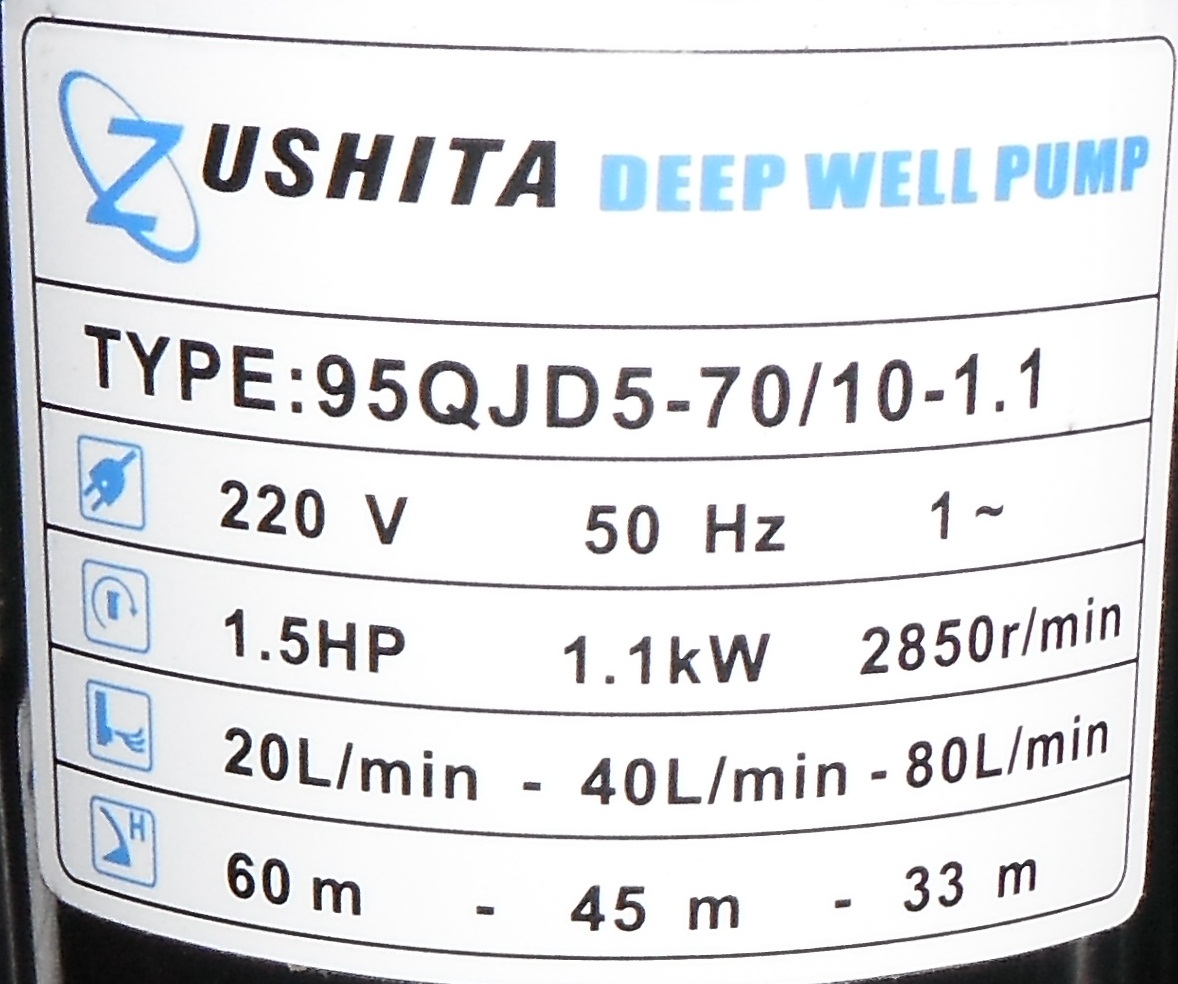 ZUSHITA DEEP WELL PUMP
TYPE:95QJD5-70/10-1.1
220 V 50 Hz 1~
1.5HP 1.1kW 2850r/min
20L/min - 40L/min - 80L/min
H
60 m - 45 m - 33 m